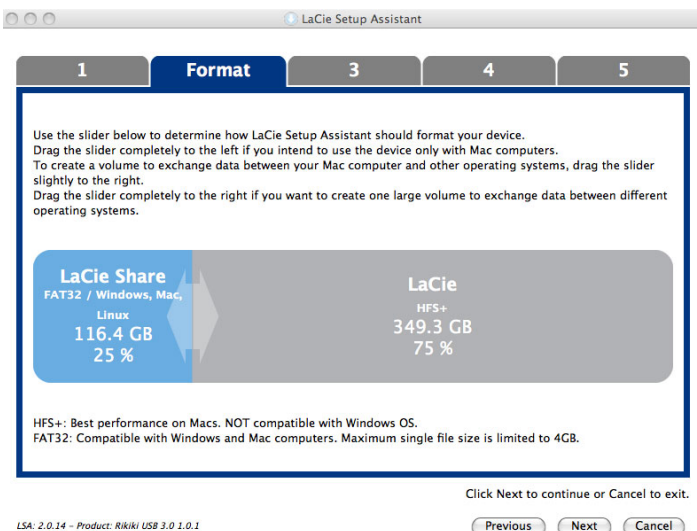 LaCie Setup Assistant
1 Format 3 4 5
Use the slider below to determine how LaCie Setup Assistant should format your device.
Drag the slider completely to the left if you intend to use the device only with Mac computers.
To create a volume to exchange data between your Mac computer and other operating systems, drag the slider
slightly to the right.
Drag the slider completely to the right if you want to create one large volume to exchange data between different
operating systems.
LaCie Share
FAT32 / Windows, Mac,
Linux
116.4 GB
25 %
LaCie
HFS+
349.3 GB
75 %
HFS+: Best performance on Macs. NOT compatible with Windows OS.
FAT32: Compatible with Windows and Mac computers. Maximum single file size is limited to 4GB.
Click Next to continue or Cancel to exit.
LSA: 2.0.14 – Product: Rikiki USB 3.0 1.0.1
Previous Next Cancel